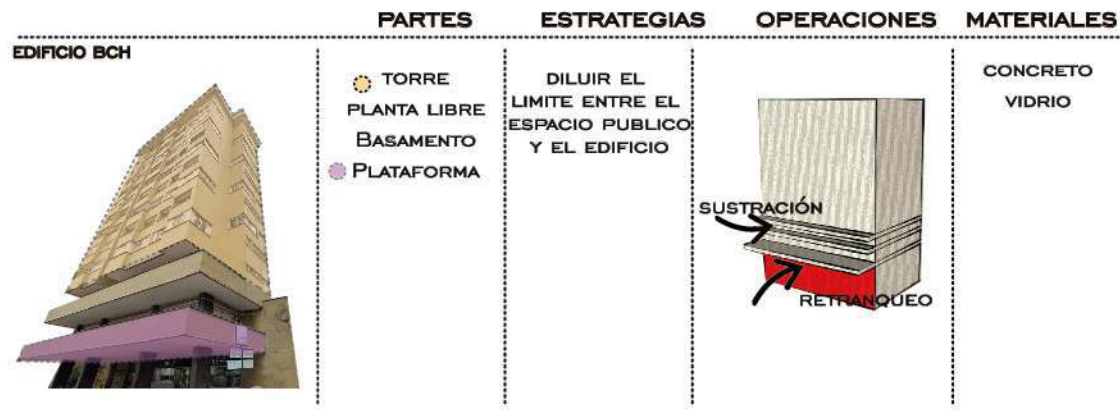 PARTES ESTRATEGIAS OPERACIONES MATERIALES
EDIFICIO BCH
TORRE
PLANTA LIBRE
BASAMENTO
PLATAFORMA
DILUIR EL
LIMITE ENTRE EL
ESPACIO PUBLICO
Y EL EDIFICIO
SUSTRACIÓN
RETRANQUEO
CONCRETO
VIDRIO